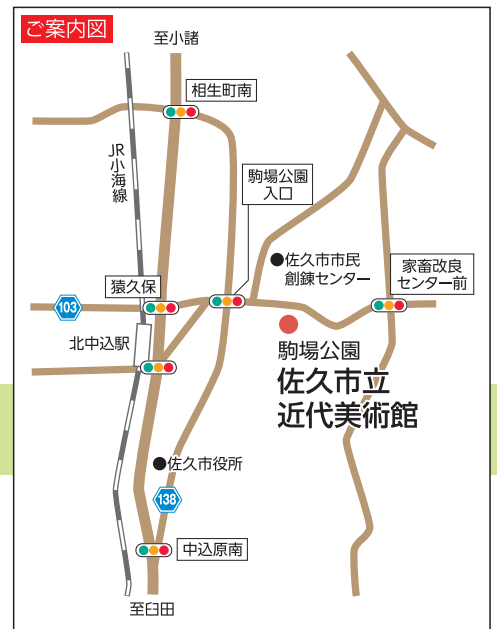 ご案内図
至小諸
相生町南
JR小海線
駒場公園
入口
佐久市市民
創錬センター
家畜改良
センター前
猿久保
103
北中込駅
駒場公園
佐久市立
近代美術館
佐久市役所
138
中込原南
至臼田